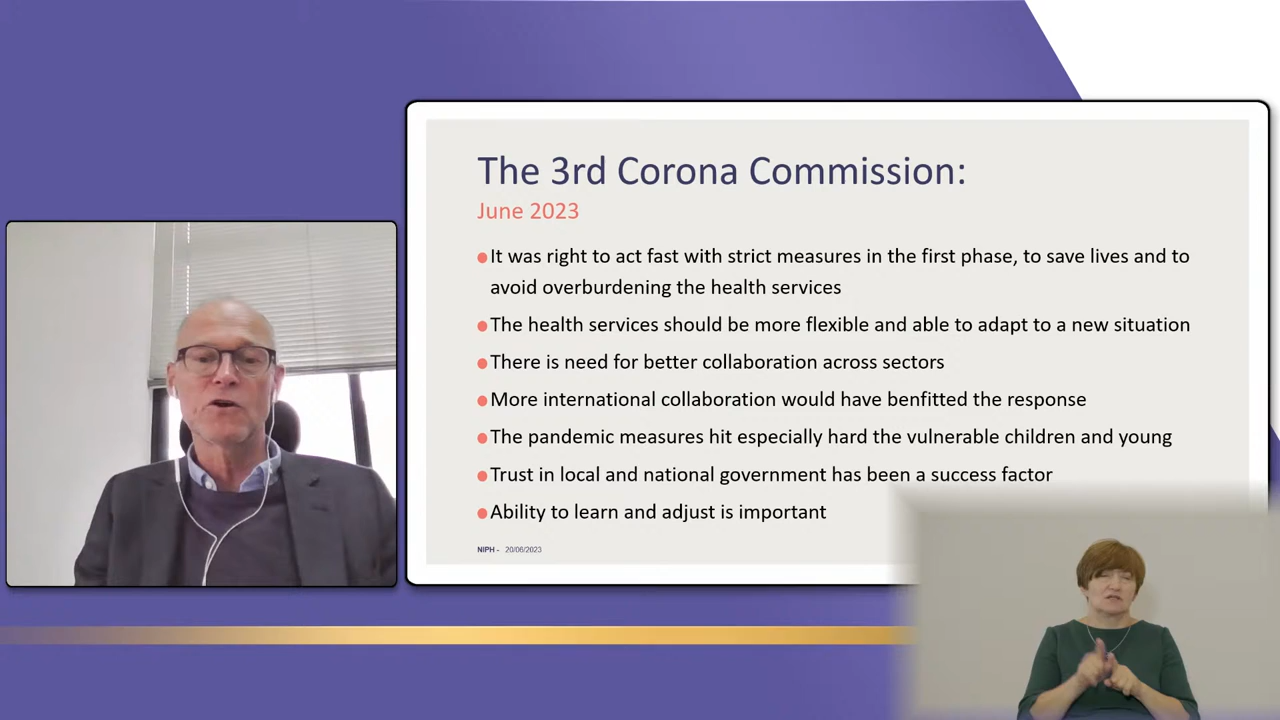 The 3rd Corona Commission:
June 2023
It was right to act fast with strict measures in the first phase, to save lives and to
avoid overburdening the health services
The health services should be more flexible and able to adapt to a new situation
There is need for better collaboration across sectors
More international collaboration would have benfitted the response
The pandemic measures hit especially hard the vulnerable children and young
Trust in local and national government has been a success factor
Ability to learn and adjust is important
NIPH - 20/06/2023